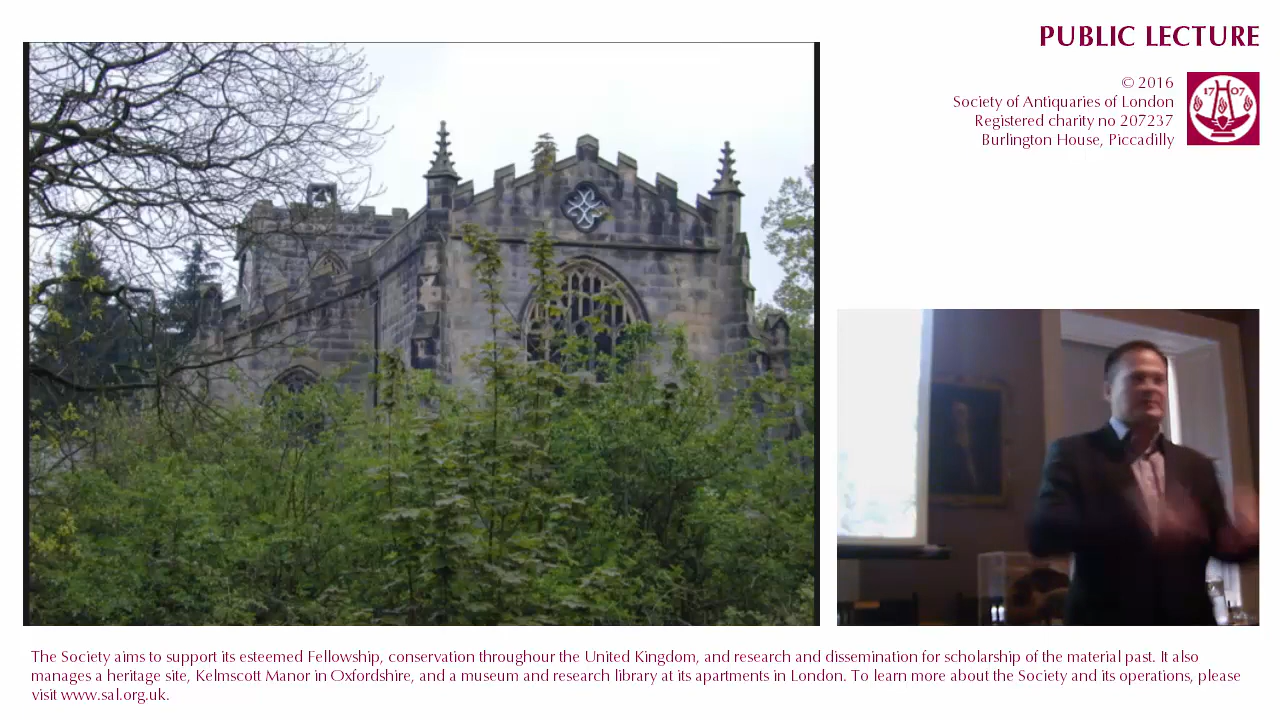 PUBLIC LECTURE
© 2016
Society of Antiquaries of London
Registered charity no 207237
Burlington House, Piccadilly
17 07
The Society aims to support its esteemed Fellowship, conservation throughour the United Kingdom, and research and dissemination for scholarship of the material past. It also
manages a heritage site, Kelmscott Manor in Oxfordshire, and a museum and research library at its apartments in London. To learn more about the Society and its operations, please
visit www.sal.org.uk.